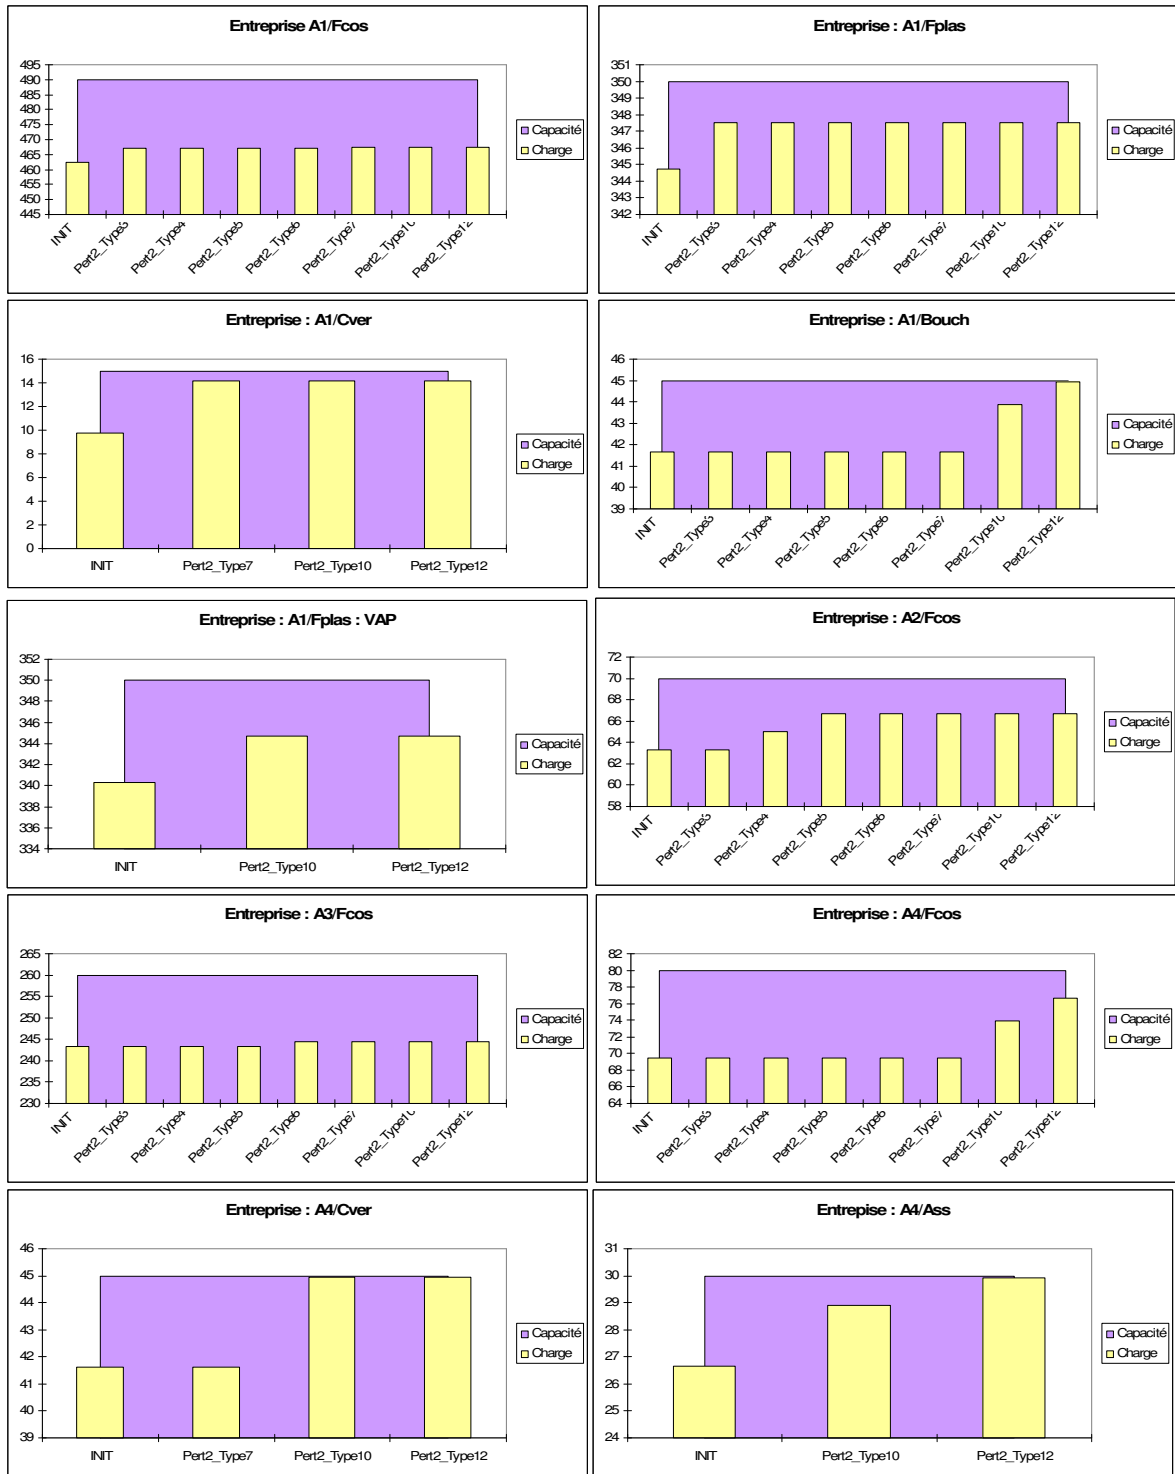 Entreprise A1/Fcos
495
490
485
480
475
470
465
460
455
450
445
INIT
Pert2_Type3
Pert2_Type4
Pert2_Type5
Pert2_Type6
Pert2_Type7
Pert2_Type10
Pert2_Type12
Capacité
Charge
Entreprise : A1/Fplas
351
350
349
348
347
346
345
344
343
342
INIT
Pert2_Type3
Pert2_Type4
Pert2_Type5
Pert2_Type6
Pert2_Type7
Pert2_Type10
Pert2_Type12
Capacité
Charge
Entreprise : A1/Cver
16
14
12
10
8
6
4
2
0
INIT
Pert2_Type7
Pert2_Type10
Pert2_Type12
Capacité
Charge
Entreprise : A1/Bouch
46
45
44
43
42
41
40
39
INIT
Pert2_Type3
Pert2_Type4
Pert2_Type5
Pert2_Type6
Pert2_Type7
Pert2_Type10
Pert2_Type12
Capacité
Charge
Entreprise : A1/Fplas : VAP
352
350
348
346
344
342
340
338
336
334
INIT
Pert2_Type10
Pert2_Type12
Capacité
Charge
Entreprise : A2/Fcos
72
70
68
66
64
62
60
58
INIT
Pert2_Type3
Pert2_Type4
Pert2_Type5
Pert2_Type6
Pert2_Type7
Pert2_Type10
Pert2_Type12
Capacité
Charge
Entreprise : A3/Fcos
265
260
255
250
245
240
235
230
INIT
Pert2_Type3
Pert2_Type4
Pert2_Type5
Pert2_Type6
Pert2_Type7
Pert2_Type10
Pert2_Type12
Capacité
Charge
Entreprise : A4/Fcos
82
80
78
76
74
72
70
68
66
64
INIT
Pert2_Type3
Pert2_Type4
Pert2_Type5
Pert2_Type6
Pert2_Type7
Pert2_Type10
Pert2_Type12
Capacité
Charge
Entreprise : A4/Cver
46
45
44
43
42
41
40
39
INIT
Pert2_Type7
Pert2_Type10
Pert2_Type12
Capacité
Charge
Entrepise : A4/Ass
31
30
29
28
27
26
25
24
INIT
Pert2_Type10
Pert2_Type12
Capacité
Charge